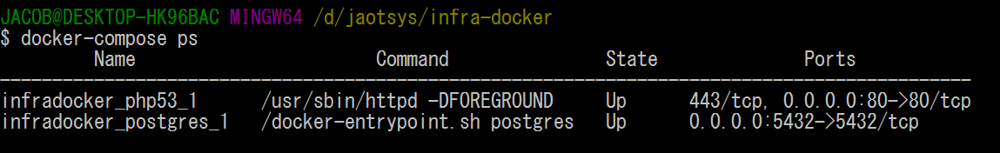 JACOB@DESKTOP-HK96BAC MINGW64 /d/jaotsys/infra-docker
$ docker-compose ps
Name Command State Ports
--------------------------------------------------------------------------------------------
infradocker_php53_1 /usr/sbin/httpd -DFOREGROUND Up 443/tcp, 0.0.0.0:80->80/tcp
infradocker_postgres_1 /docker-entrypoint.sh postgres Up 0.0.0.0:5432->5432/tcp